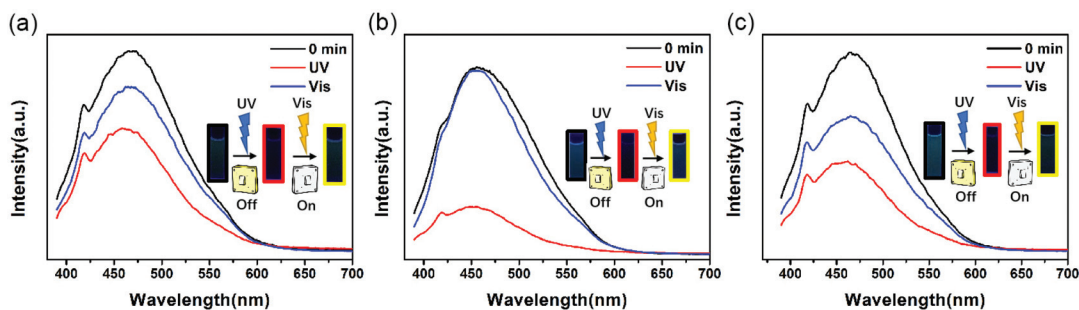 (a)
Intensity(a.u.)
0 min
UV
Vis
UV
Vis
Off
On
400
450
500
550
600
650
700
Wavelength(nm)
(b)
Intensity(a.u.)
0 min
UV
Vis
UV
Vis
Off
On
400
450
500
550
600
650
700
Wavelength(nm)
(c)
Intensity(a.u.)
0 min
UV
Vis
UV
Vis
Off
On
400
450
500
550
600
650
700
Wavelength(nm)